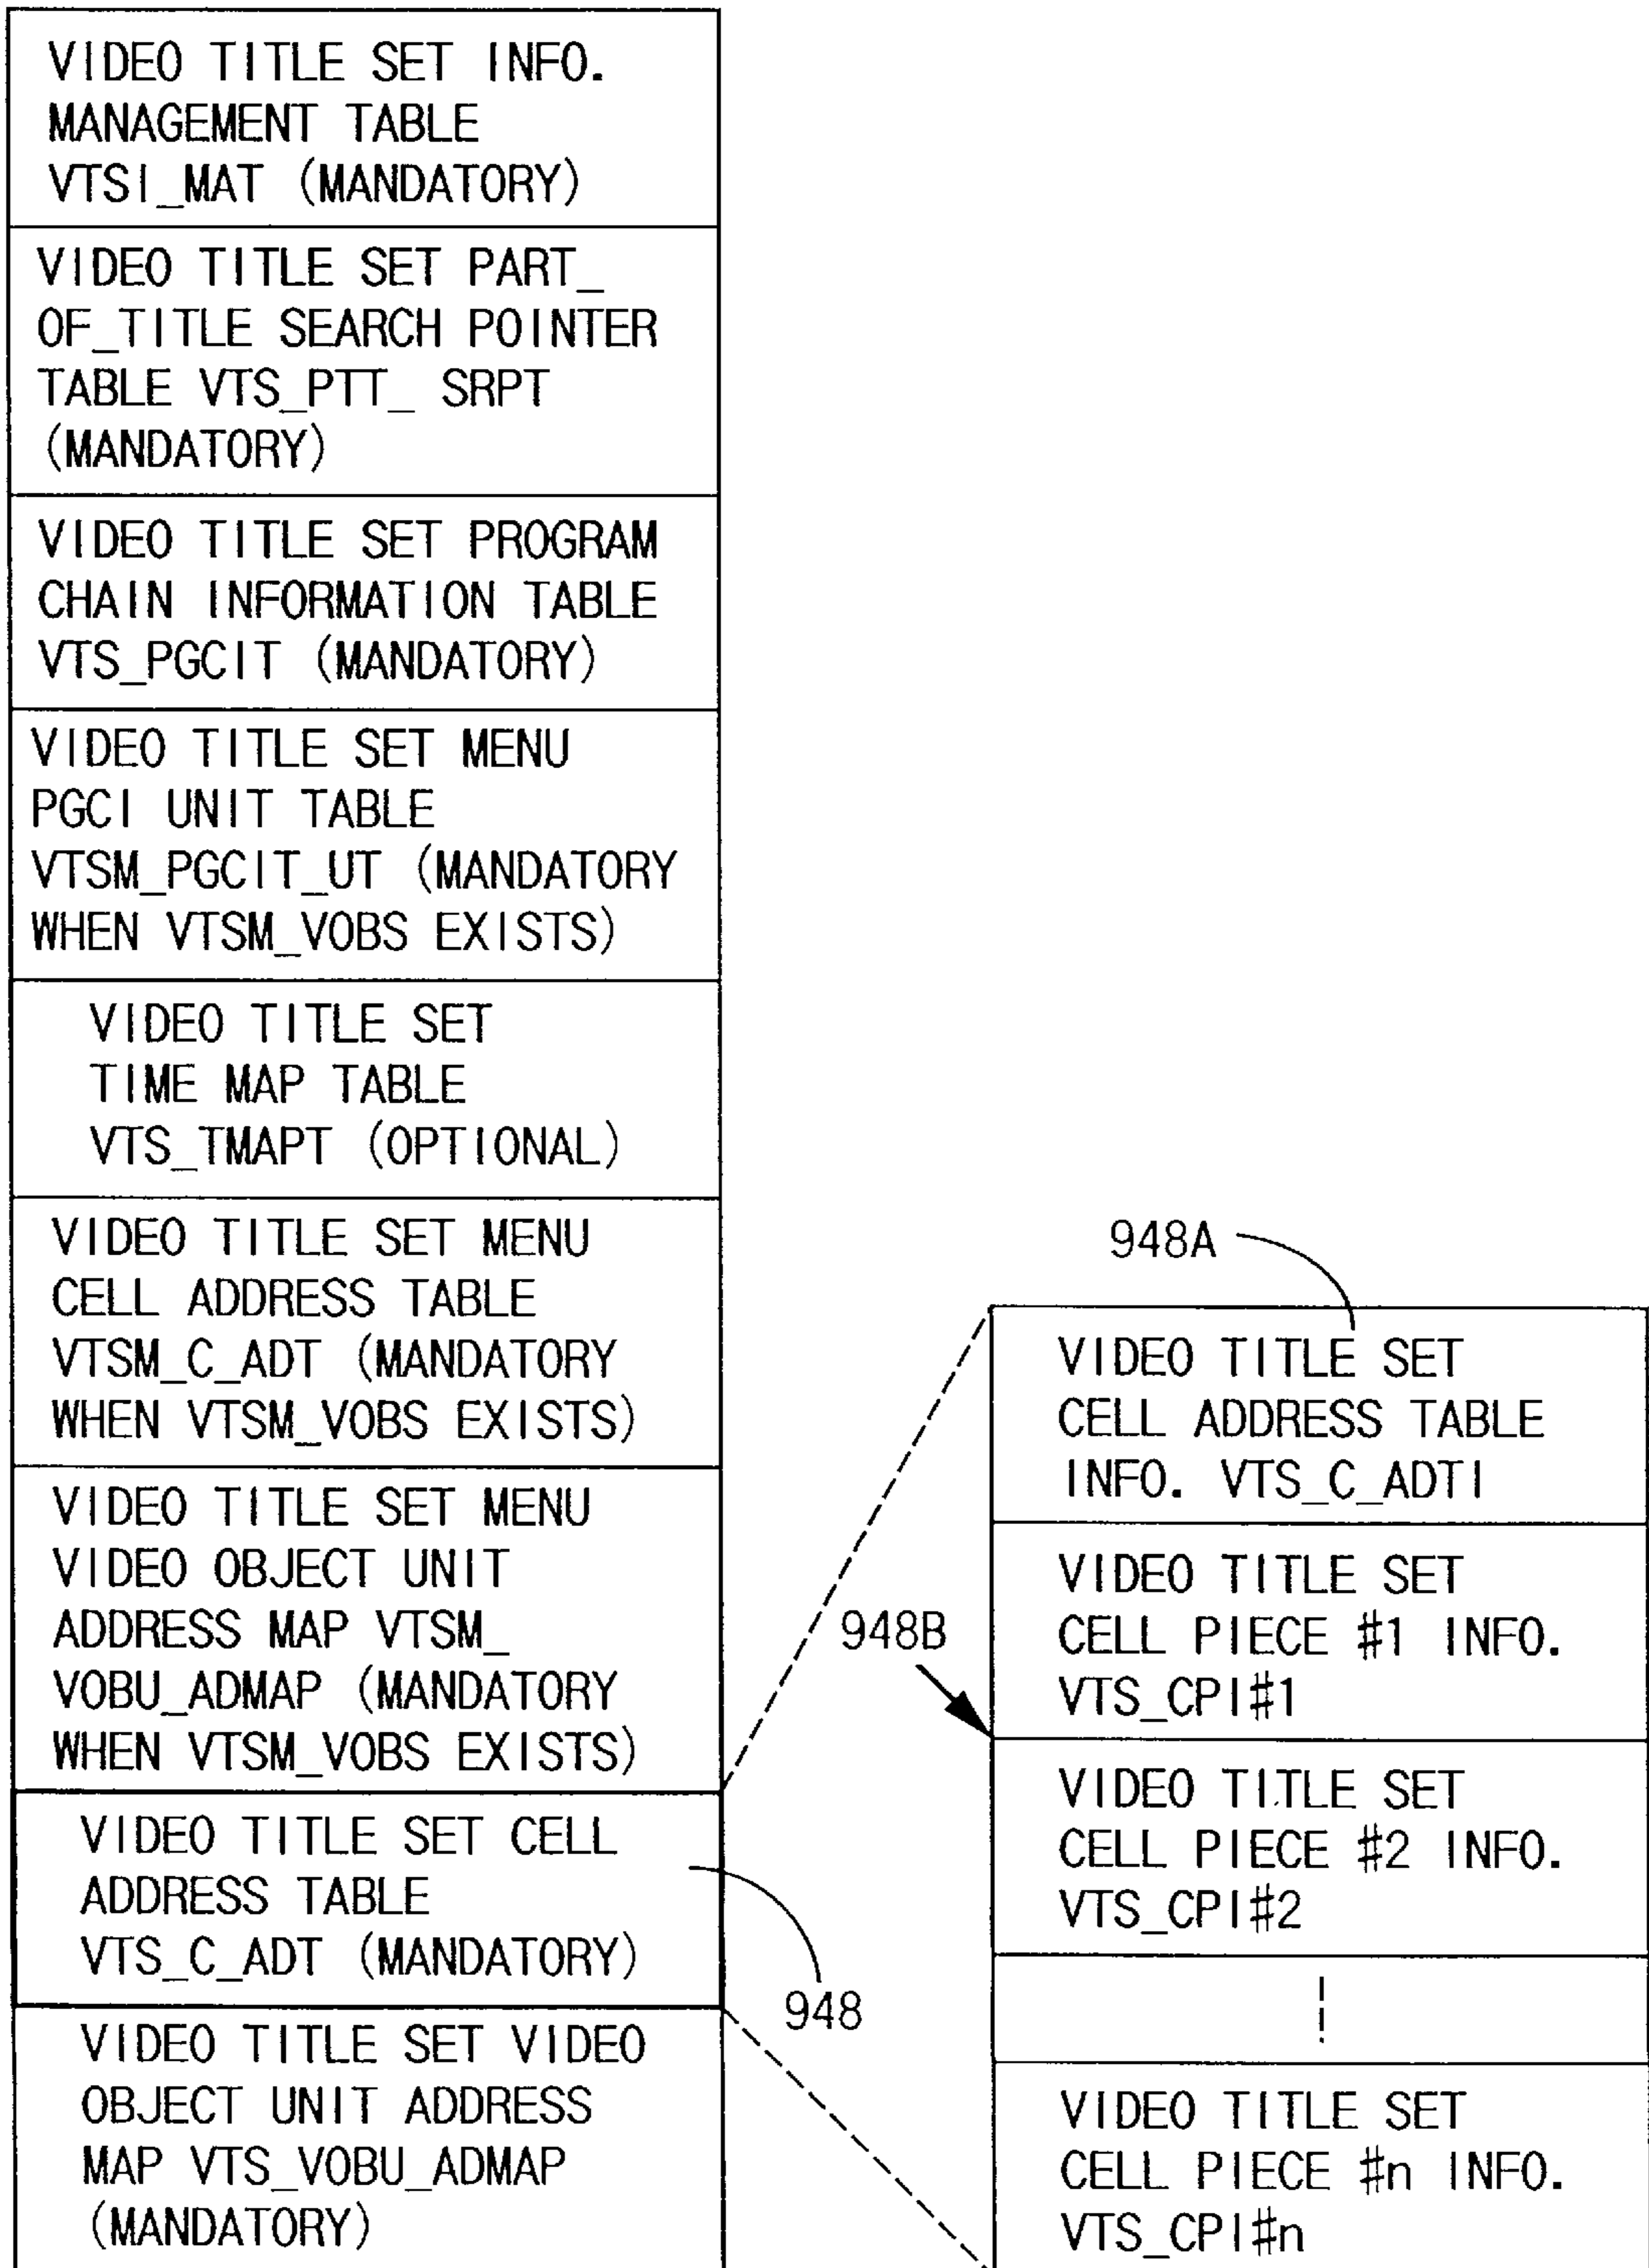 VIDEO TITLE SET INFO.
MANAGEMENT TABLE
VTSI_MAT (MANDATORY)
VIDEO TITLE SET PART_
OF_TITLE SEARCH POINTER
TABLE VTS_PTT_ SRPT
(MANDATORY)
VIDEO TITLE SET PROGRAM
CHAIN INFORMATION TABLE
VTS_PGCIT (MANDATORY)
VIDEO TITLE SET MENU
PGCI UNIT TABLE
VTSM_PGCIT_UT (MANDATORY
WHEN VTSM_VOBS EXISTS)
VIDEO TITLE SET
TIME MAP TABLE
VTS_TMAPT (OPTIONAL)
VIDEO TITLE SET MENU
CELL ADDRESS TABLE
VTSM_C_ADT (MANDATORY
WHEN VTSM_VOBS EXISTS)
VIDEO TITLE SET MENU
VIDEO OBJECT UNIT
ADDRESS MAP VTSM_
VOBU_ADMAP (MANDATORY
WHEN VTSM_VOBS EXISTS)
VIDEO TITLE SET CELL
ADDRESS TABLE
VTS_C_ADT (MANDATORY)
VIDEO TITLE SET VIDEO
OBJECT UNIT ADDRESS
MAP VTS_VOBU_ADMAP
(MANDATORY)
948
948A
948B
VIDEO TITLE SET
CELL ADDRESS TABLE
INFO. VTS_C_ADTI
VIDEO TITLE SET
CELL PIECE #1 INFO.
VTS_CPI#1
VIDEO TITLE SET
CELL PIECE #2 INFO.
VTS_CPI#2
VIDEO TITLE SET
CELL PIECE #n INFO.
VTS_CPI#n